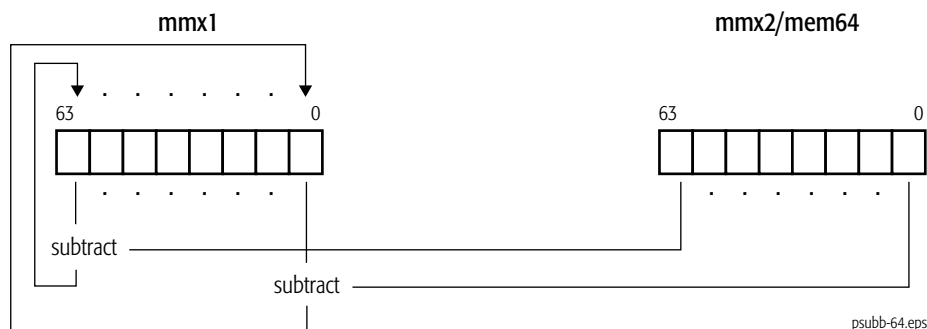 mmx1 mmx2/mem64
. . . . . .
63 0 63 0
. . . . . . . . . . . .
subtract
subtract
psubb-64.eps